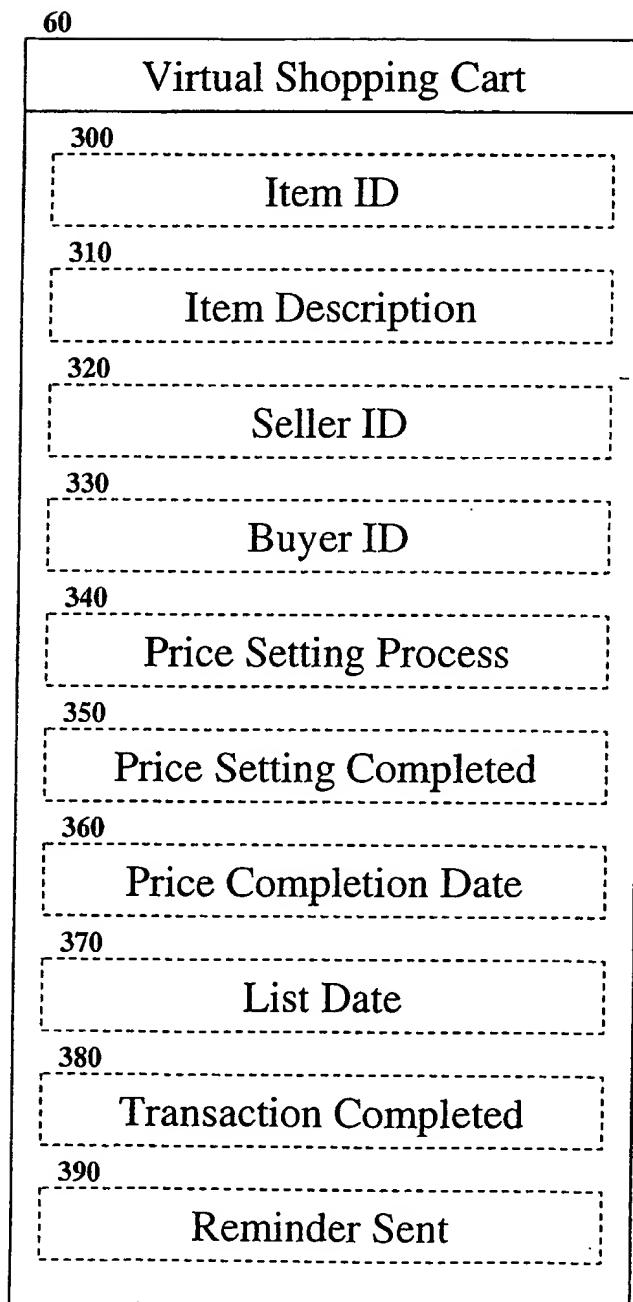 60
Virtual Shopping Cart
300
Item ID
310
Item Description
320
Seller ID
330
Buyer ID
340
Price Setting Process
350
Price Setting Completed
360
Price Completion Date
370
List Date
380
Transaction Completed
390
Reminder Sent